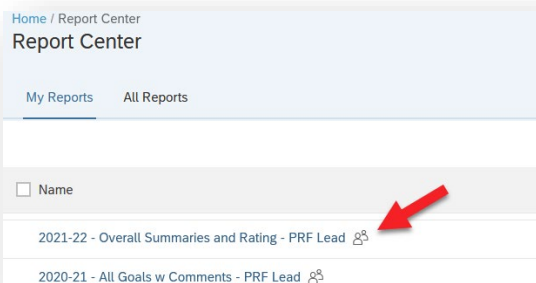 Home / Report Center
Report Center
My Reports All Reports
Name
2021-22 - Overall Summaries and Rating - PRF Lead
2020-21 - All Goals w Comments - PRF Lead